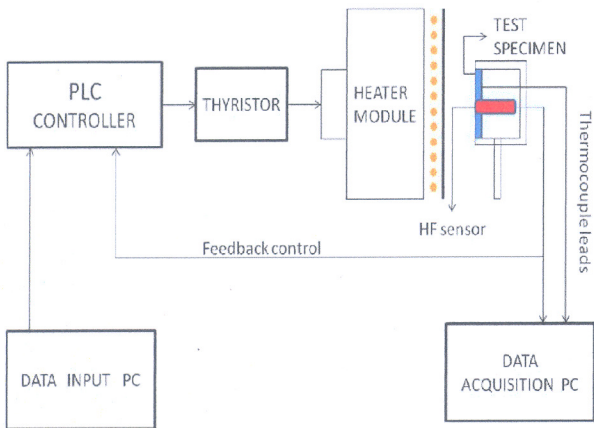 TEST
SPECIMEN
PLC
CONTROLLER
THYRISTOR
HEATER
MODULE
Thermocouple leads
HF sensor
Feedback control
DATA INPUT PC
DATA
ACQUISITION PC